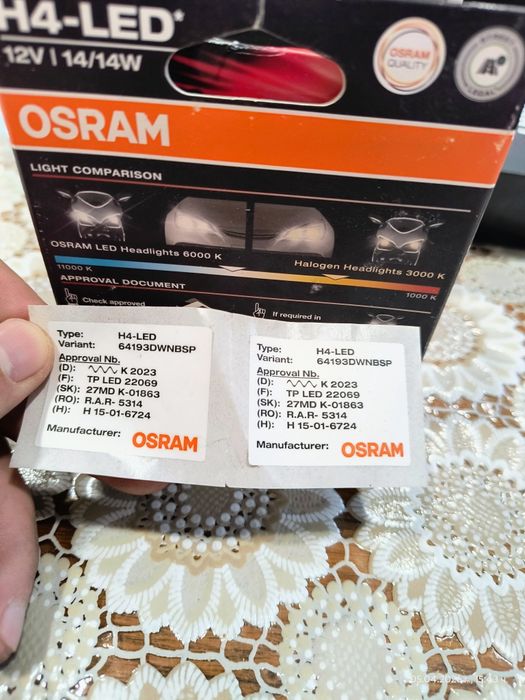 H4-LED*
12V | 14/14W
OSRAM
QUALITY
OSRAM
LIGHT COMPARISON
OSRAM LED Headlights 6000 K
Halogen Headlights 3000 K
11000 K
1000 K
APPROVAL DOCUMENT
Check approved
If required in
Type: H4-LED
Variant: 64193DWNBSP
Approval Nb.
(D): K 2023
(F): TP LED 22069
(SK): 27MD K-01863
(RO): R.A.R- 5314
(H): H 15-01-6724
Manufacturer: OSRAM
Type: H4-LED
Variant: 64193DWNBSP
Approval Nb.
(D): K 2023
(F): TP LED 22069
(SK): 27MD K-01863
(RO): R.A.R- 5314
(H): H 15-01-6724
Manufacturer: OSRAM